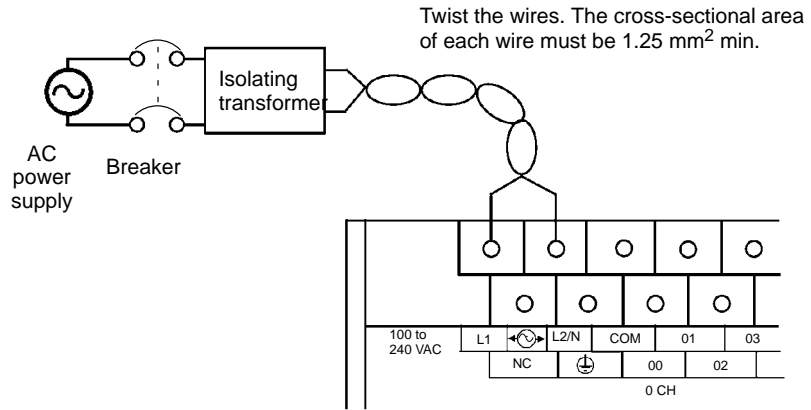 Twist the wires. The cross-sectional area
of each wire must be 1.25 mm² min.
Isolating
transformer
AC
power
supply
Breaker
100 to
240 VAC
L1
L2/N
COM
01
03
NC
00
02
0 CH